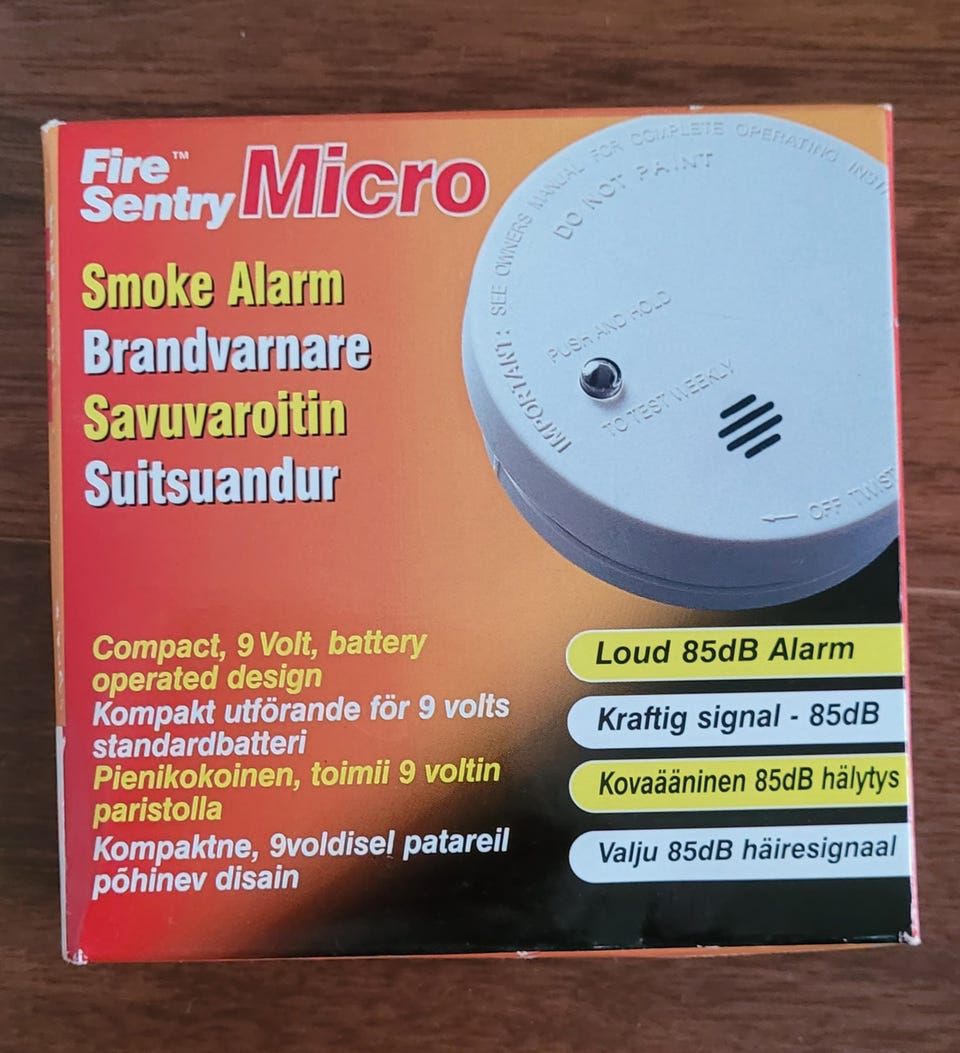 Fire™
Sentry Micro
Smoke Alarm
Brandvarnare
Savuvaroitin
Suitsuandur
IMPORTANT: SEE OWNERS MANUAL FOR COMPLETE OPERATING
DO NOT PAINT
PUSH AND HOLD
TO TEST WEEKLY
OFF TWIST
Compact, 9 Volt, battery
operated design
Kompakt utförande för 9 volts
standardbatteri
Pienikokoinen, toimii 9 voltin
paristolla
Kompaktne, 9voldisel patareil
põhinev disain
Loud 85dB Alarm
Kraftig signal - 85dB
Kovaääninen 85dB hälytys
Valju 85dB häiresignaal